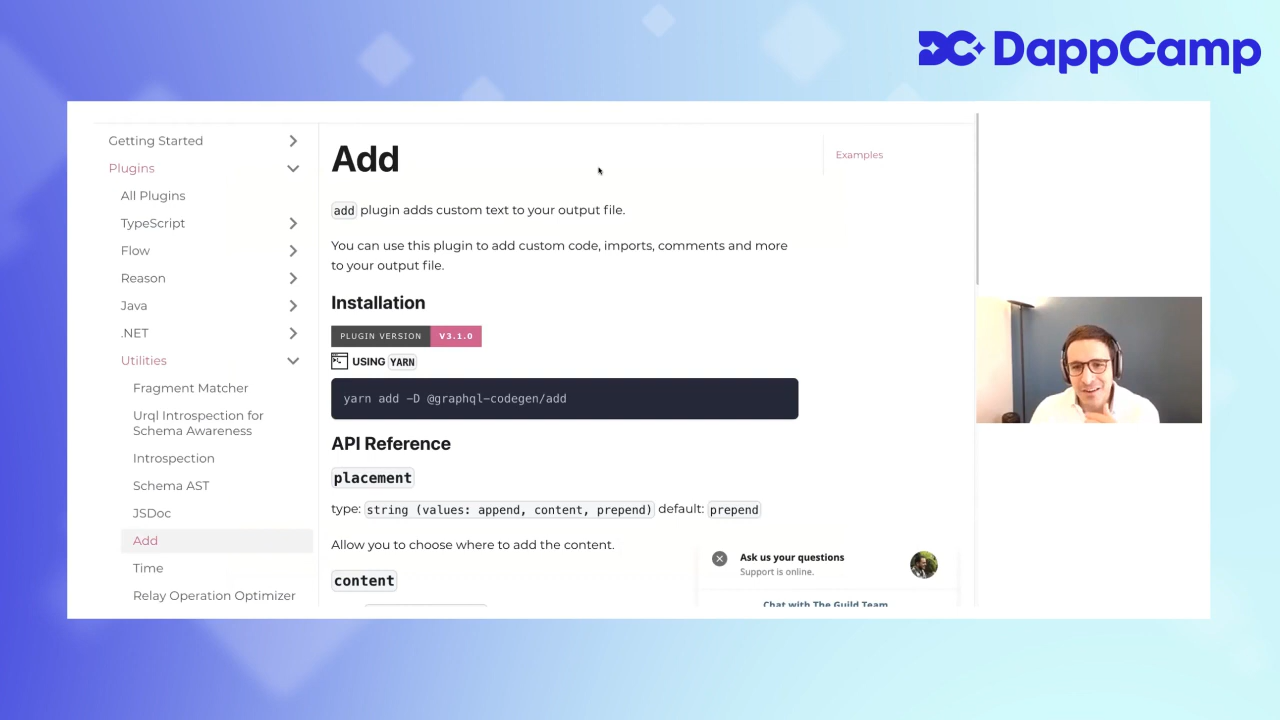 DappCamp
Getting Started
Plugins
All Plugins
TypeScript
Flow
Reason
Java
.NET
Utilities
Fragment Matcher
Urql Introspection for
Schema Awareness
Introspection
Schema AST
JSDoc
Add
Time
Relay Operation Optimizer
Add
add plugin adds custom text to your output file.
You can use this plugin to add custom code, imports, comments and more
to your output file.
Installation
PLUGIN VERSION V3.1.0
USING YARN
yarn add -D @graphql-codegen/add
API Reference
placement
type: string (values: append, content, prepend) default: prepend
Allow you to choose where to add the content.
content
Examples
Ask us your questions
Support is online.
Chat with The Guild Team